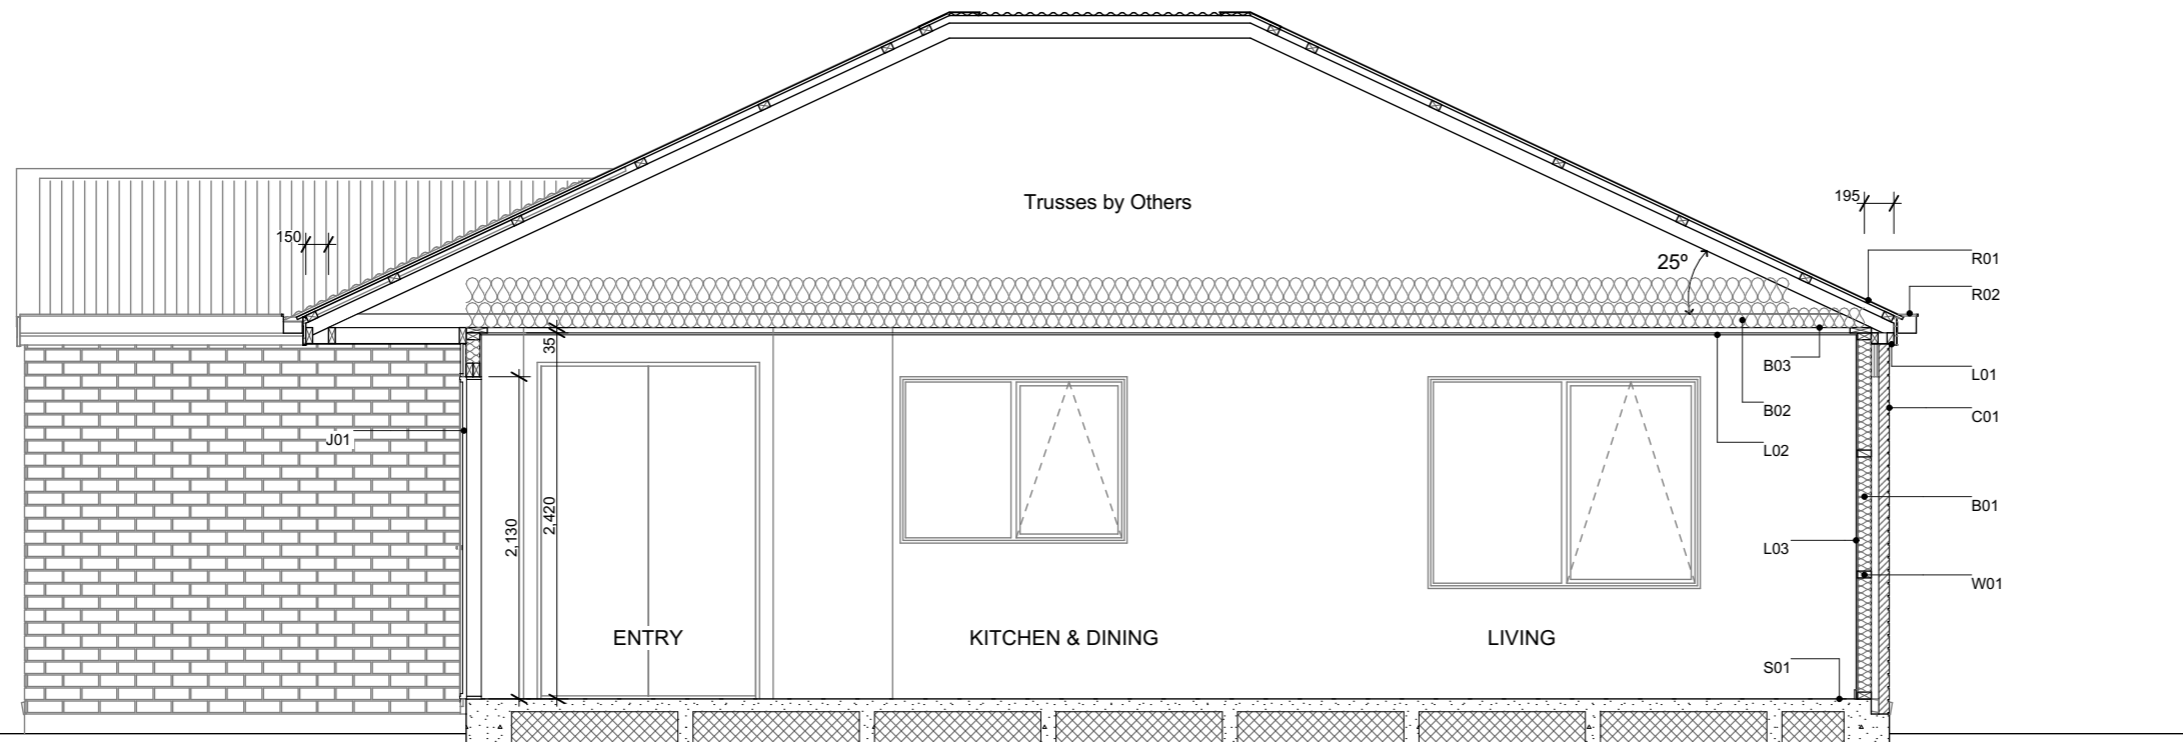 Trusses by Others
195
150
25º
R01
R02
35
B03
L01
B02
C01
J01
L02
2,130
2,420
B01
L03
W01
ENTRY
KITCHEN & DINING
LIVING
S01